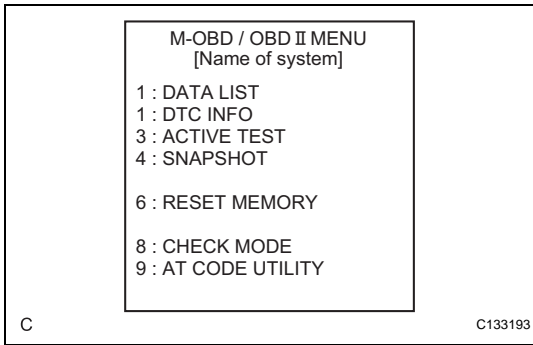 M-OBD / OBD II MENU
[Name of system]
1 : DATA LIST
1 : DTC INFO
3 : ACTIVE TEST
4 : SNAPSHOT
6 : RESET MEMORY
8 : CHECK MODE
9 : AT CODE UTILITY
C
C133193